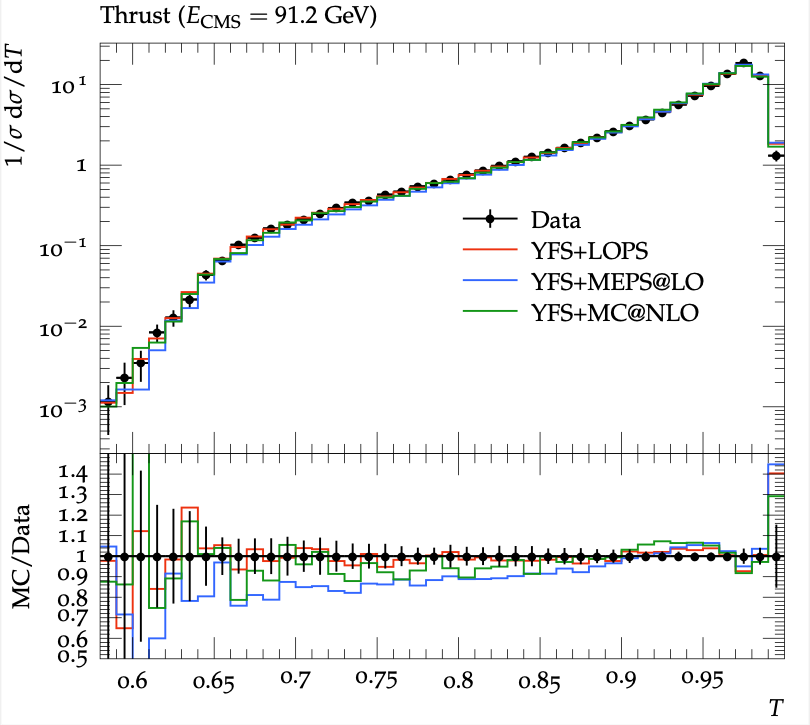 Thrust (E_CMS = 91.2 GeV)
1/σ dσ/dT
10^1
1
10^−1
10^−2
10^−3
Data
YFS+LOPS
YFS+MEPS@LO
YFS+MC@NLO
MC/Data
1.4
1.3
1.2
1.1
1
0.9
0.8
0.7
0.6
0.5
0.6 0.65 0.7 0.75 0.8 0.85 0.9 0.95
T